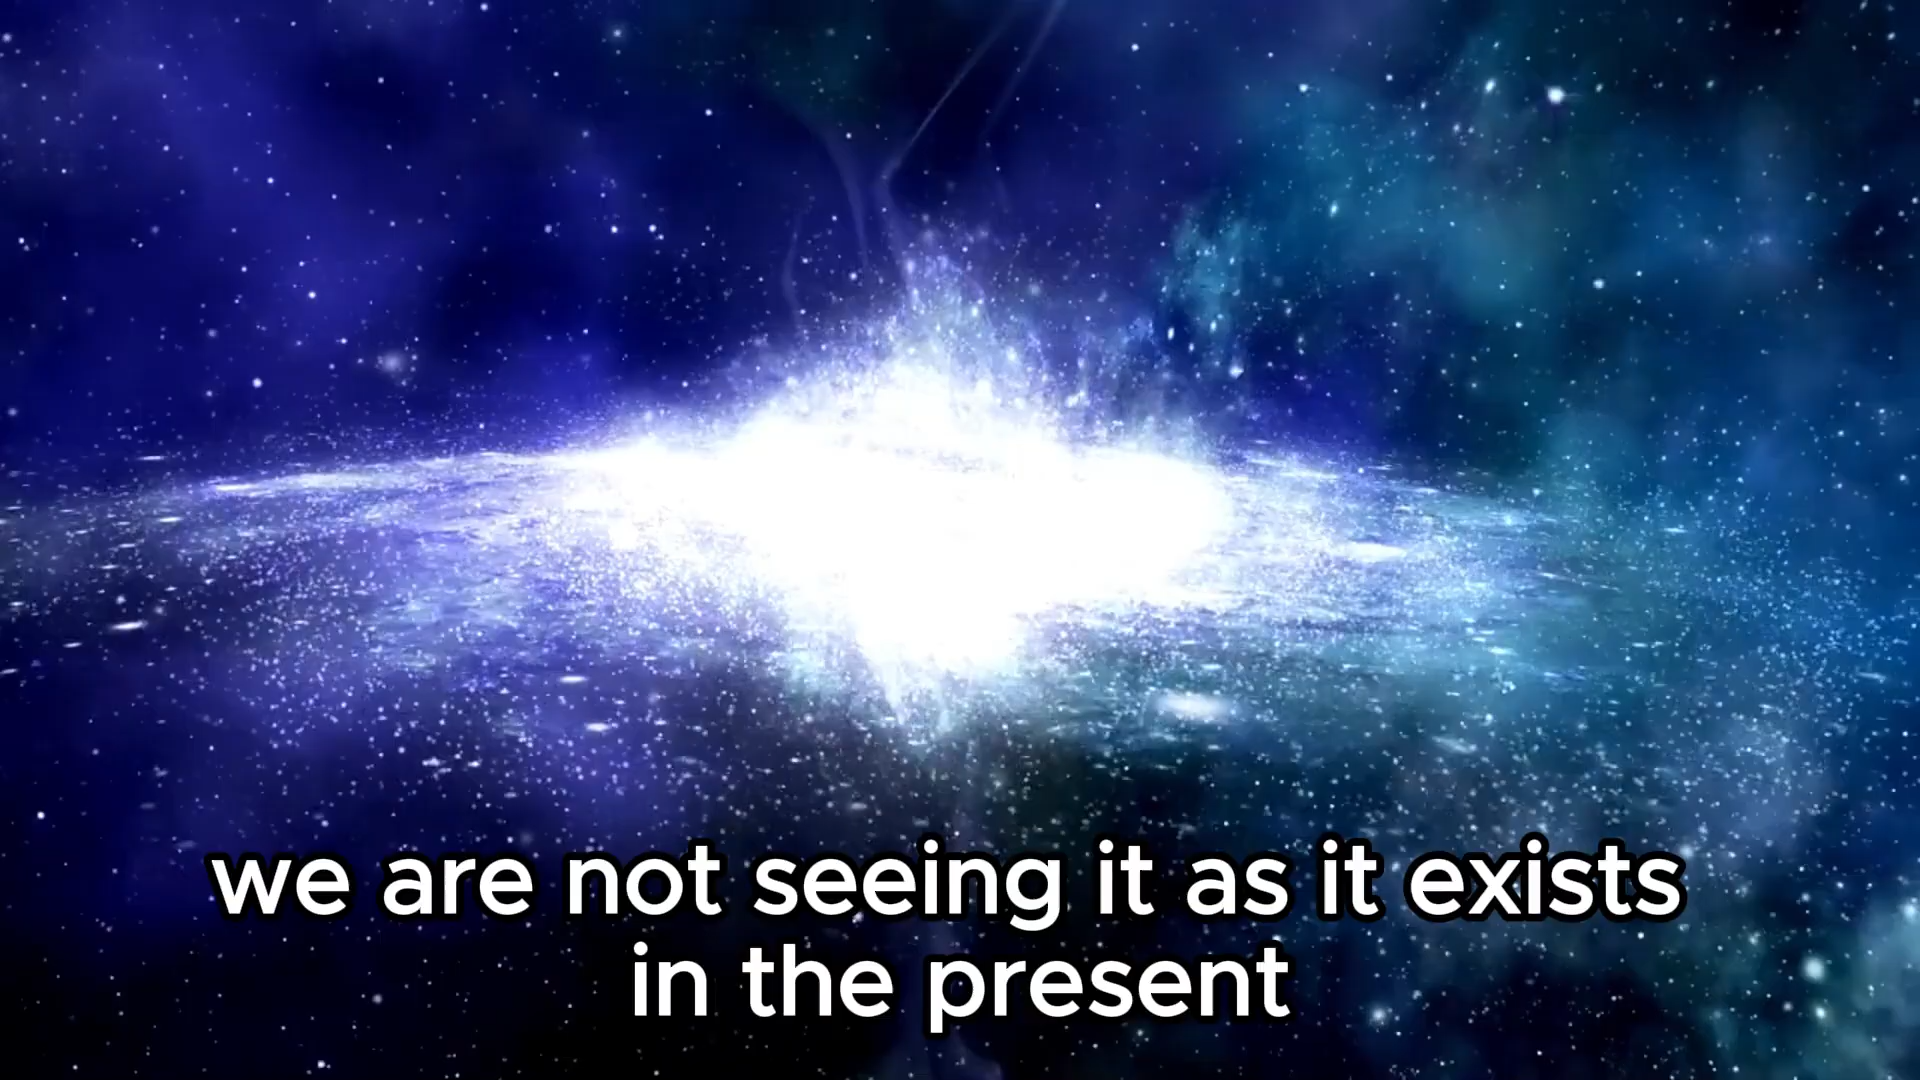 we are not seeing it as it exists
in the present